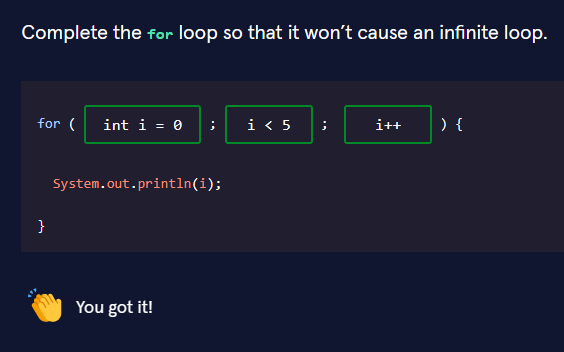 Complete the for loop so that it won’t cause an infinite loop.
for ( int i = 0 ; i < 5 ; i++ ) {
System.out.println(i);
}
You got it!